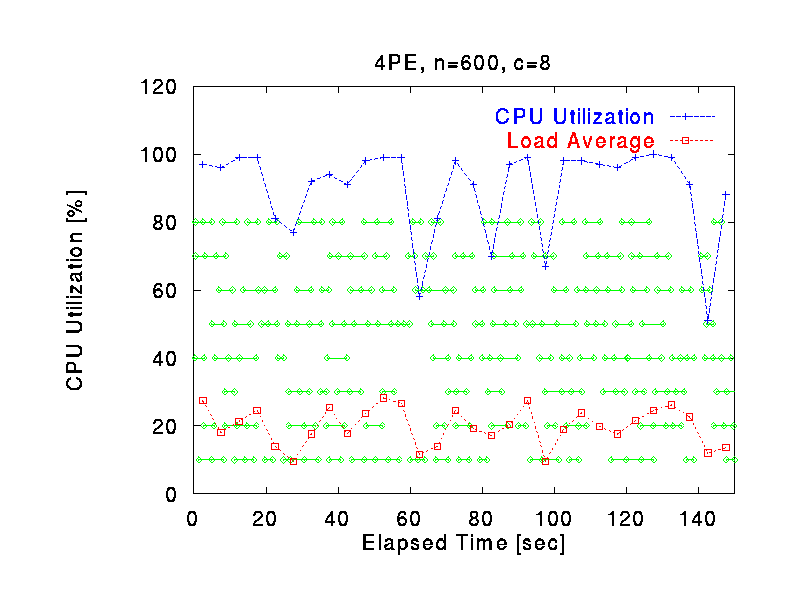 4PE, n=600, c=8
120
CPU Utilization
Load Average
100
80
60
40
20
0
CPU Utilization [%]
0 20 40 60 80 100 120 140
Elapsed Time [sec]